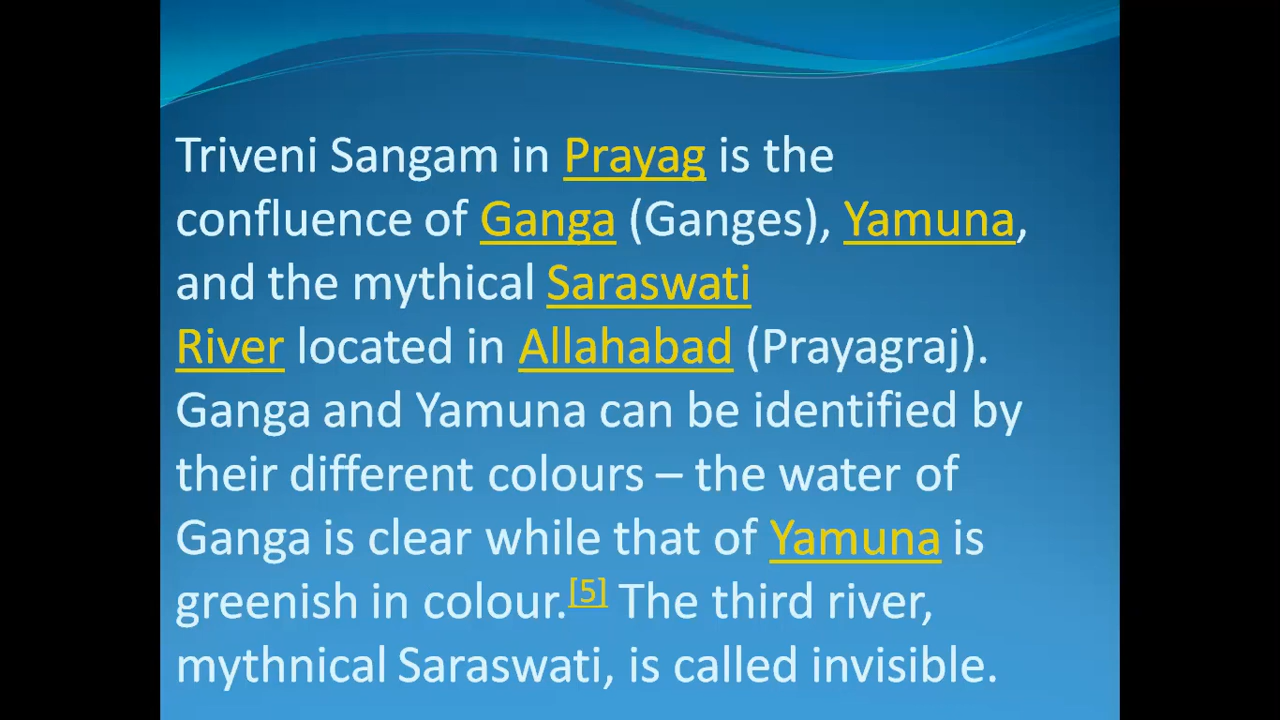 Triveni Sangam in Prayag is the
confluence of Ganga (Ganges), Yamuna,
and the mythical Saraswati
River located in Allahabad (Prayagraj).
Ganga and Yamuna can be identified by
their different colours – the water of
Ganga is clear while that of Yamuna is
greenish in colour.[5] The third river,
mythnical Saraswati, is called invisible.